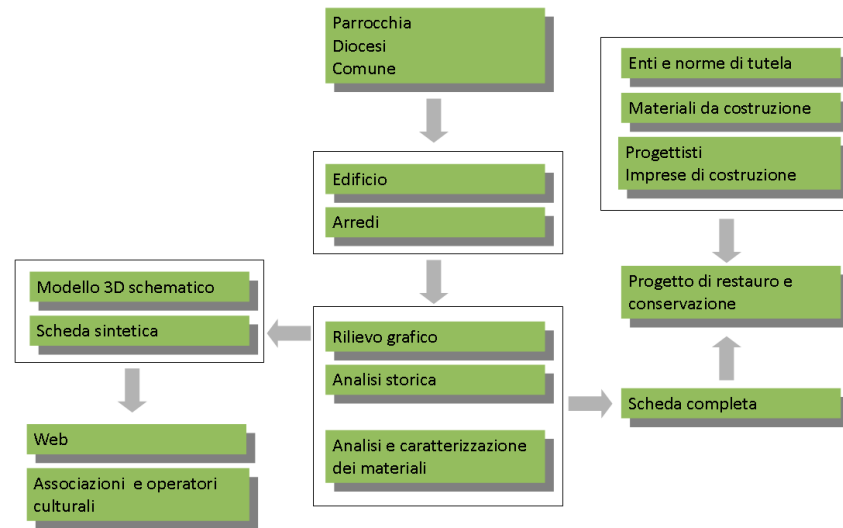 Parrocchia
Diocesi
Comune
Enti e norme di tutela
Materiali da costruzione
Progettisti
Imprese di costruzione
Edificio
Arredi
Modello 3D schematico
Scheda sintetica
Progetto di restauro e
conservazione
Rilievo grafico
Analisi storica
Analisi e caratterizzazione
dei materiali
Scheda completa
Web
Associazioni e operatori
culturali